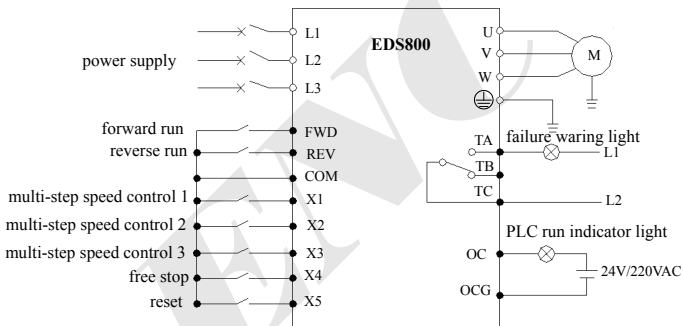 L1
EDS800
U
power supply
L2
V
M
L3
W
forward run
FWD
reverse run
REV
COM
multi-step speed control 1
X1
multi-step speed control 2
X2
multi-step speed control 3
X3
free stop
X4
reset
X5
TA
failure waring light
L1
TB
TC
L2
PLC run indicator light
OC
24V/220VAC
OCG
ENC